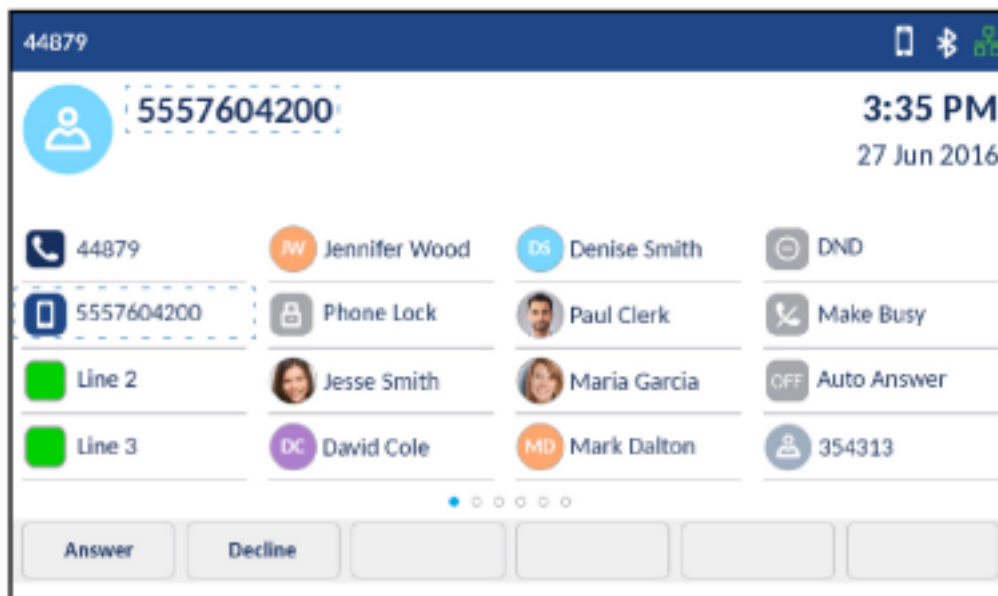 44879
5557604200
3:35 PM
27 Jun 2016
44879
JW Jennifer Wood
DS Denise Smith
DND
5557604200
Phone Lock
Paul Clerk
Make Busy
Line 2
Jesse Smith
Maria Garcia
OFF Auto Answer
Line 3
DC David Cole
MD Mark Dalton
354313
Answer
Decline